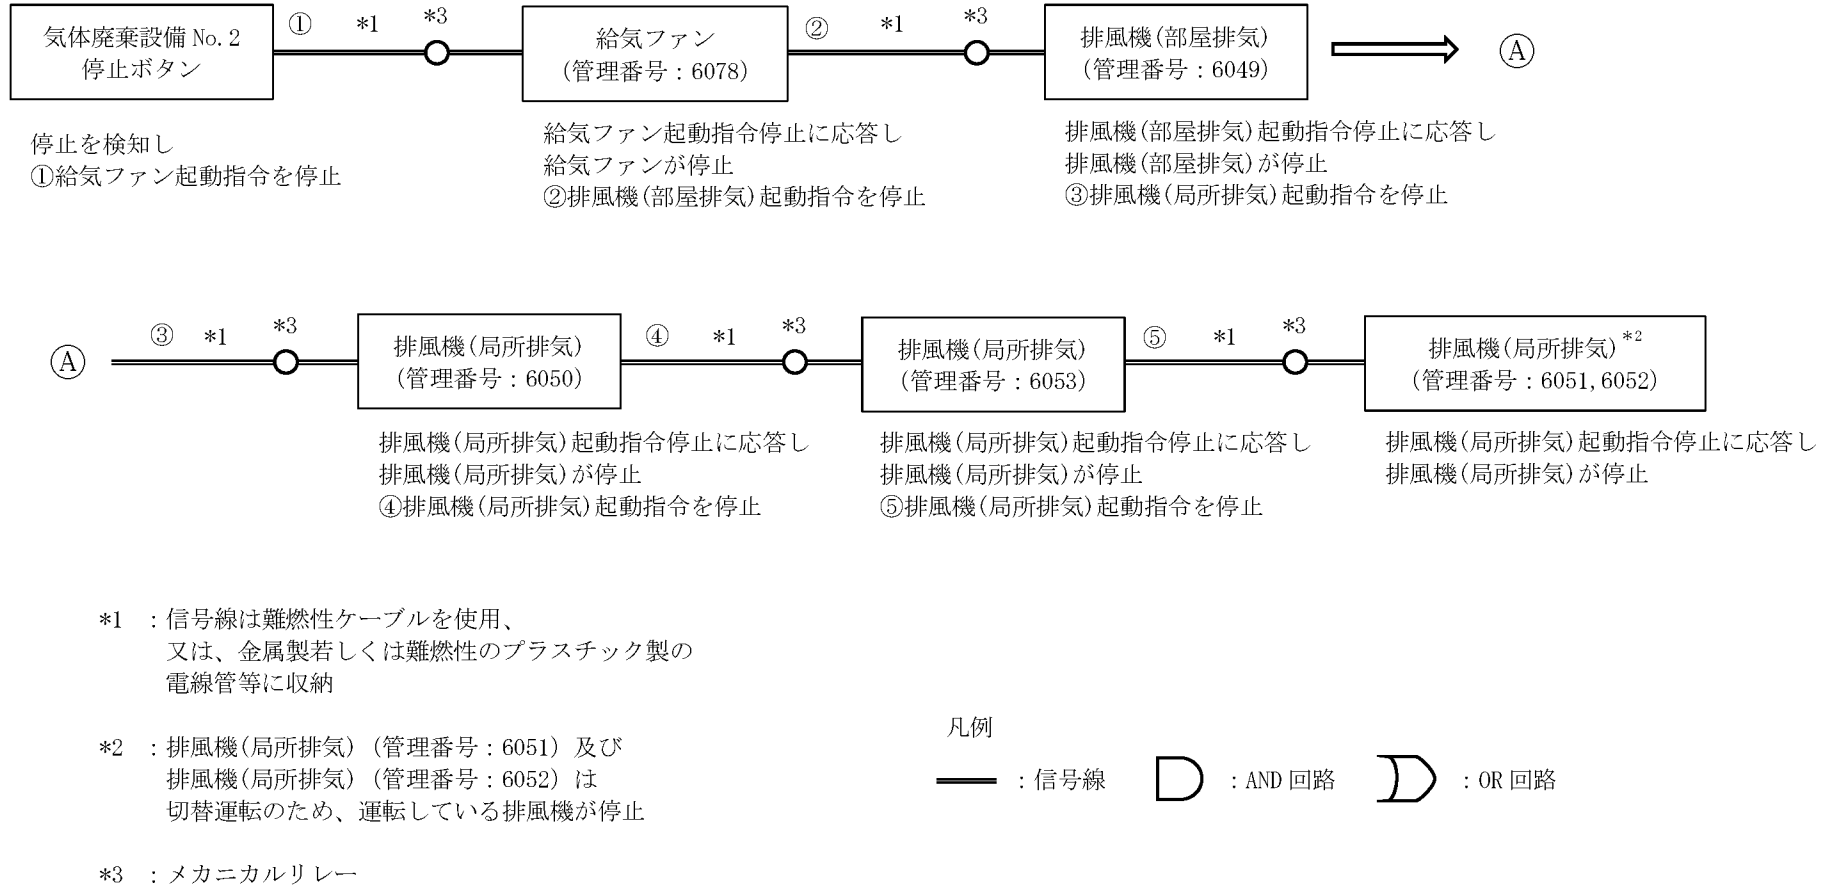 ① *1 *3 ② *1 *3
気体廃棄設備 No.2
停止ボタン
給気ファン
(管理番号：6078)
排風機(部屋排気)
(管理番号：6049)
Ⓐ
停止を検知し
①給気ファン起動指令を停止
給気ファン起動指令停止に応答し
給気ファンが停止
②排風機(部屋排気)起動指令を停止
排風機(部屋排気)起動指令停止に応答し
排風機(部屋排気)が停止
③排風機(局所排気)起動指令を停止
Ⓐ ③ *1 *3 ④ *1 *3 ⑤ *1 *3
排風機(局所排気)
(管理番号：6050)
排風機(局所排気)
(管理番号：6053)
排風機(局所排気)*2
(管理番号：6051,6052)
排風機(局所排気)起動指令停止に応答し
排風機(局所排気)が停止
④排風機(局所排気)起動指令を停止
排風機(局所排気)起動指令停止に応答し
排風機(局所排気)が停止
⑤排風機(局所排気)起動指令を停止
排風機(局所排気)起動指令停止に応答し
排風機(局所排気)が停止
*1 ：信号線は難燃性ケーブルを使用、
又は、金属製若しくは難燃性のプラスチック製の
電線管等に収納
*2 ：排風機(局所排気)（管理番号：6051）及び
排風機(局所排気)（管理番号：6052）は
切替運転のため、運転している排風機が停止
*3 ：メカニカルリレー
凡例
：信号線 ：AND 回路 ：OR 回路